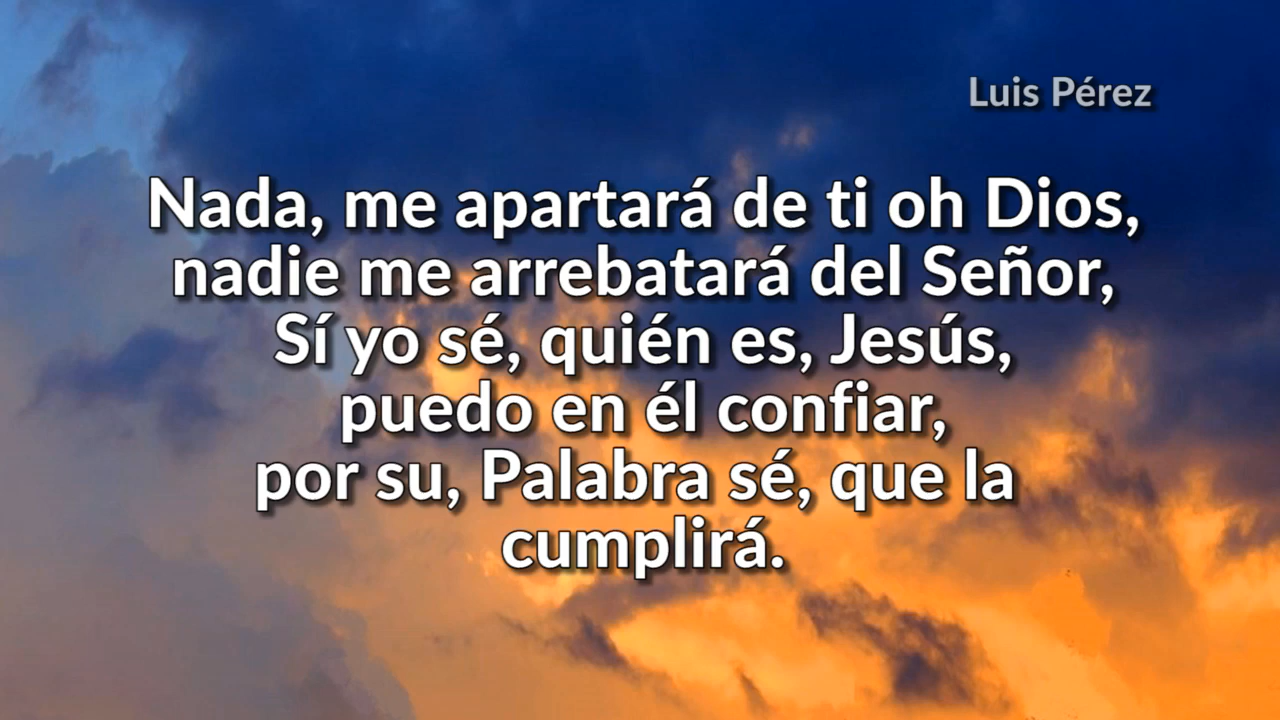 Luis Pérez
Nada, me apartará de ti oh Dios,
nadie me arrebatará del Señor,
Sí yo sé, quién es, Jesús,
puedo en él confiar,
por su, Palabra sé, que la
cumplirá.